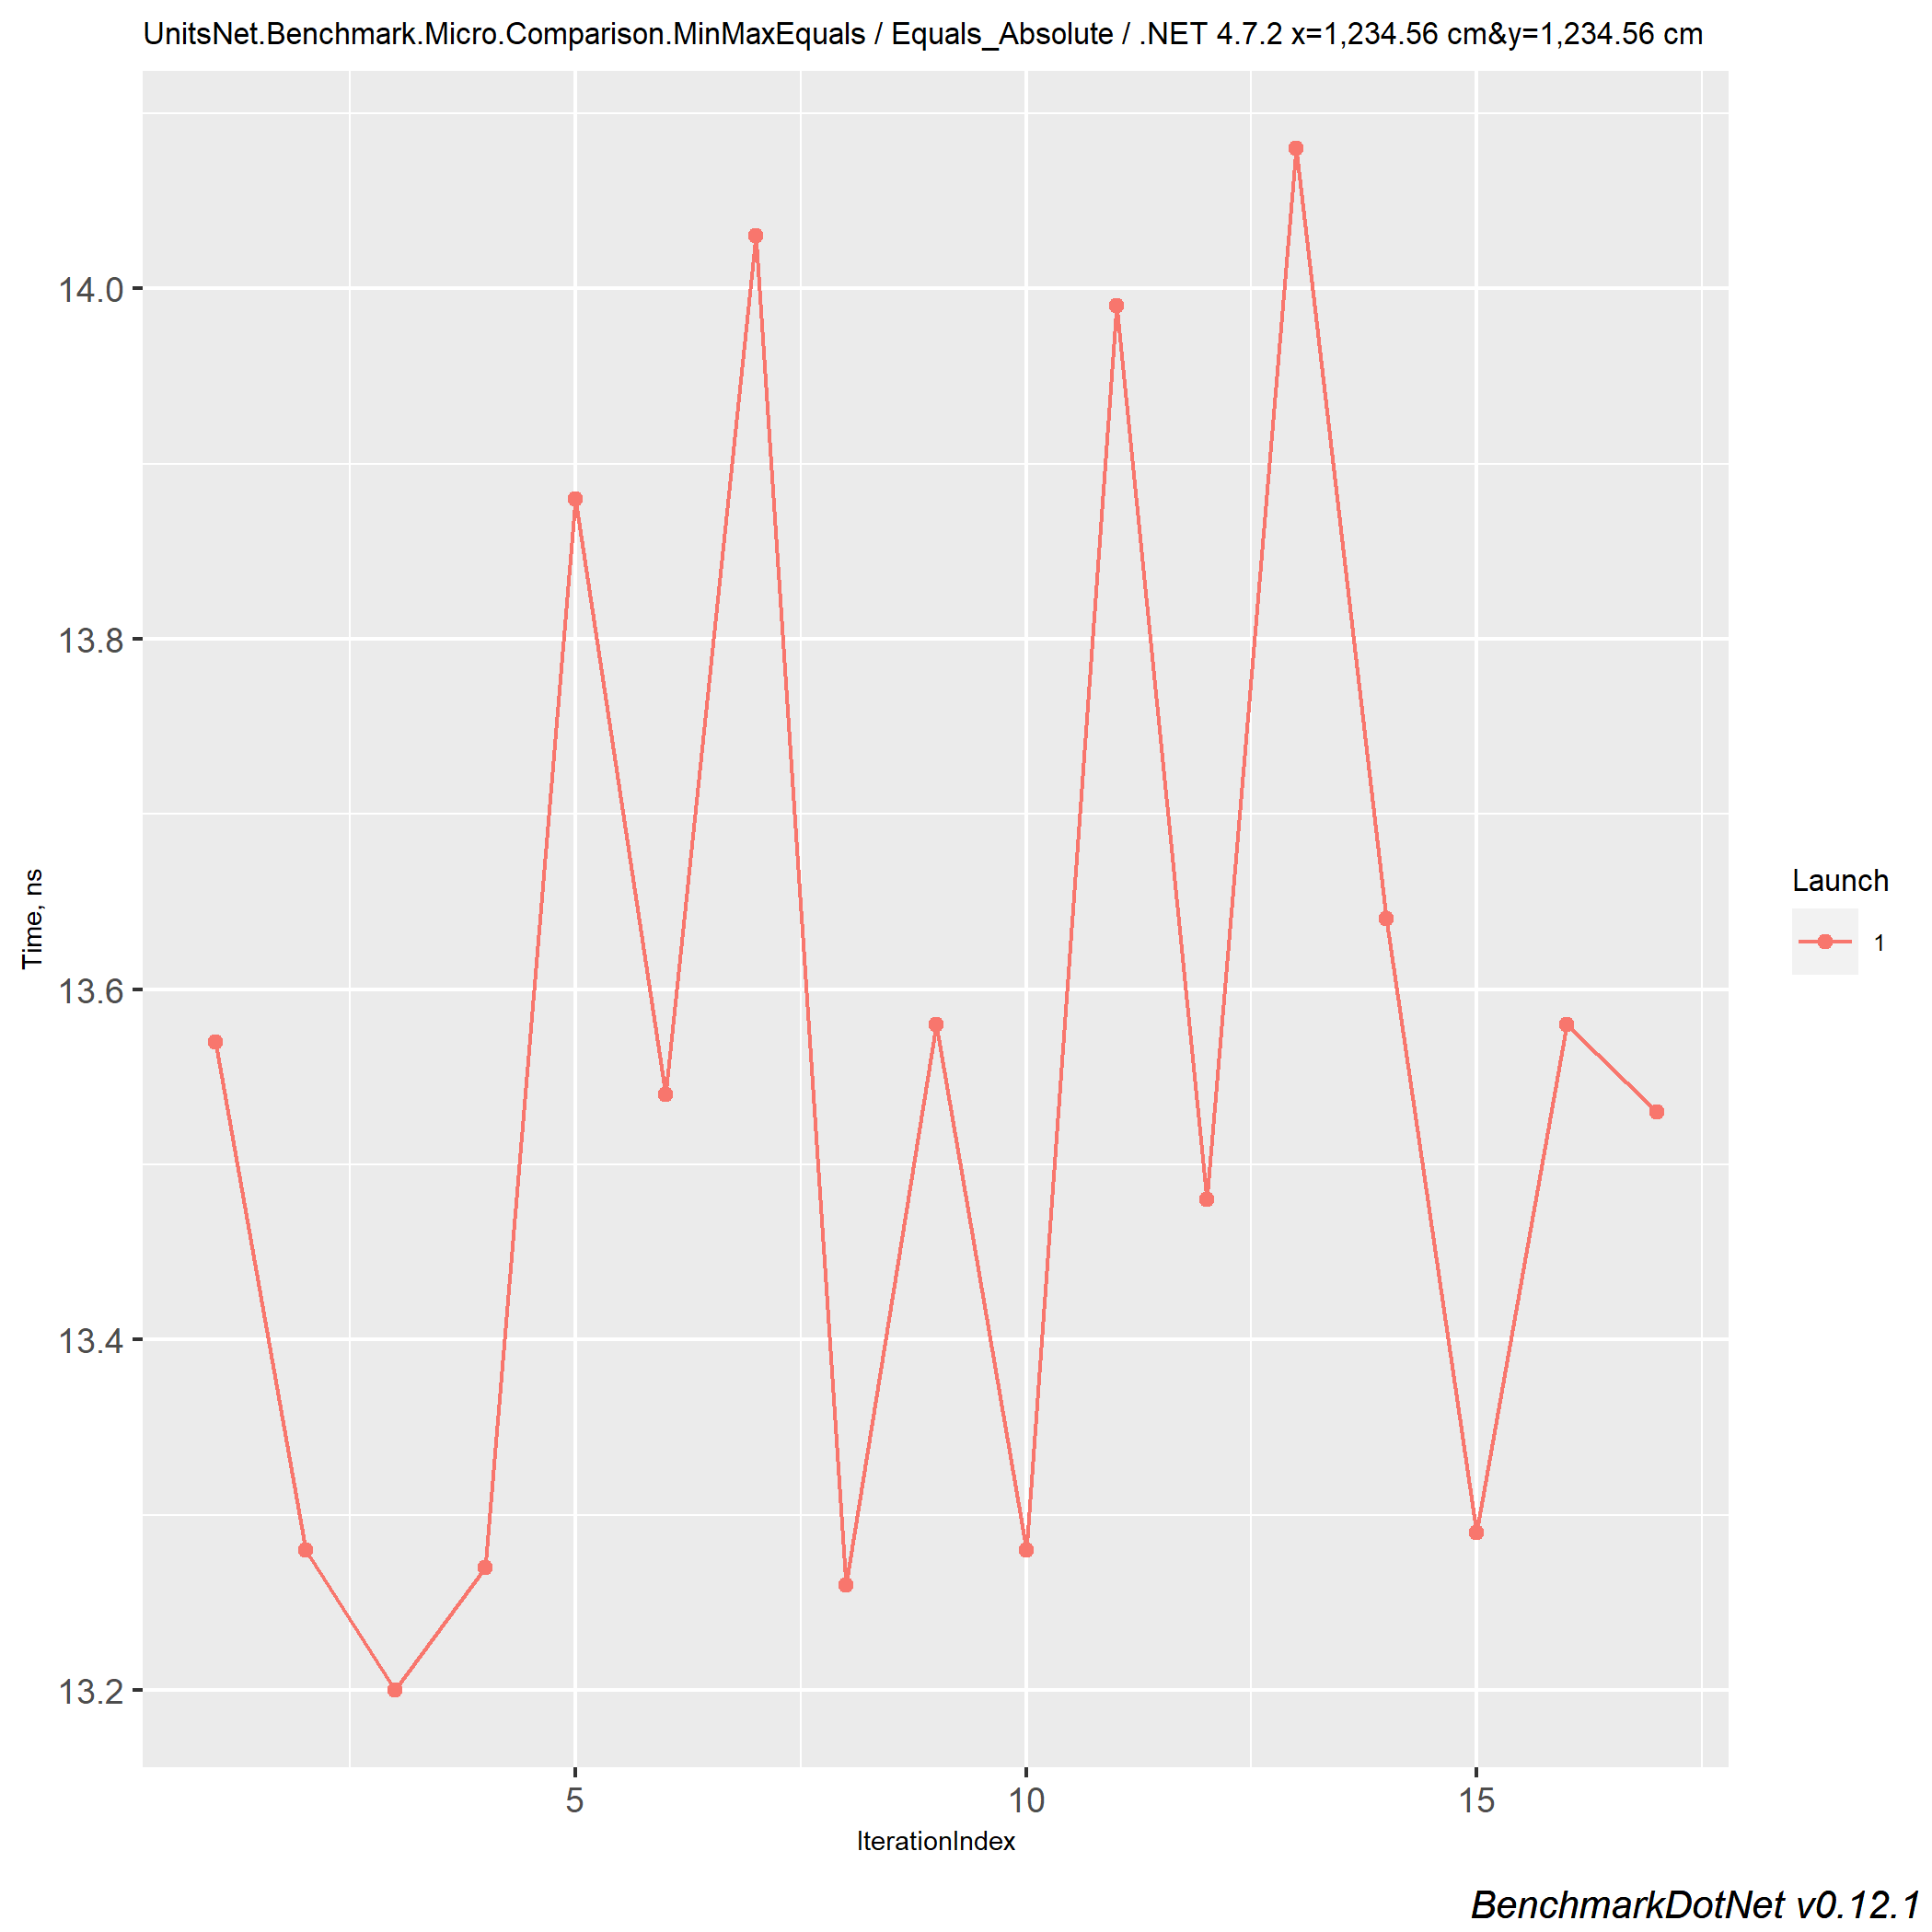 UnitsNet.Benchmark.Micro.Comparison.MinMaxEquals / Equals_Absolute / .NET 4.7.2 x=1,234.56 cm&y=1,234.56 cm
14.0
13.8
13.6
13.4
13.2
Time, ns
5
10
15
IterationIndex
Launch
1
BenchmarkDotNet v0.12.1